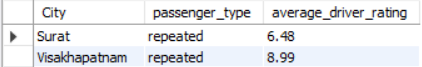 City passenger_type average_driver_rating
Surat repeated 6.48
Visakhapatnam repeated 8.99